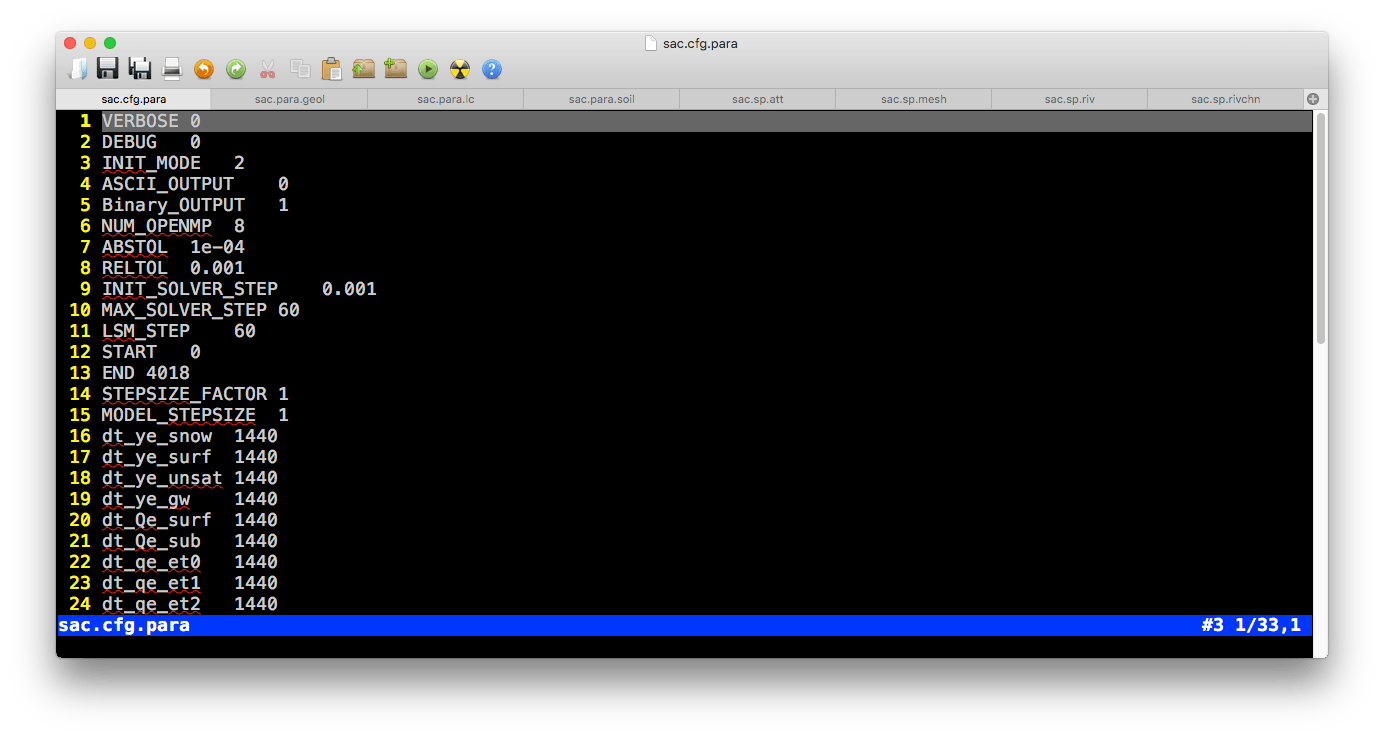 sac.cfg.para
sac.cfg.para sac.para.geol sac.para.ic sac.para.soil sac.sp.att sac.sp.mesh sac.sp.riv sac.sp.rivchn
1 VERBOSE 0
2 DEBUG 0
3 INIT_MODE 2
4 ASCII_OUTPUT 0
5 Binary_OUTPUT 1
6 NUM_OPENMP 8
7 ABSTOL 1e-04
8 RELTOL 0.001
9 INIT_SOLVER_STEP 0.001
10 MAX_SOLVER_STEP 60
11 LSM_STEP 60
12 START 0
13 END 4018
14 STEPSIZE_FACTOR 1
15 MODEL_STEPSIZE 1
16 dt_ye_snow 1440
17 dt_ye_surf 1440
18 dt_ye_unsat 1440
19 dt_ye_gw 1440
20 dt_Qe_surf 1440
21 dt_Qe_sub 1440
22 dt_qe_et0 1440
23 dt_qe_et1 1440
24 dt_qe_et2 1440
sac.cfg.para #3 1/33,1